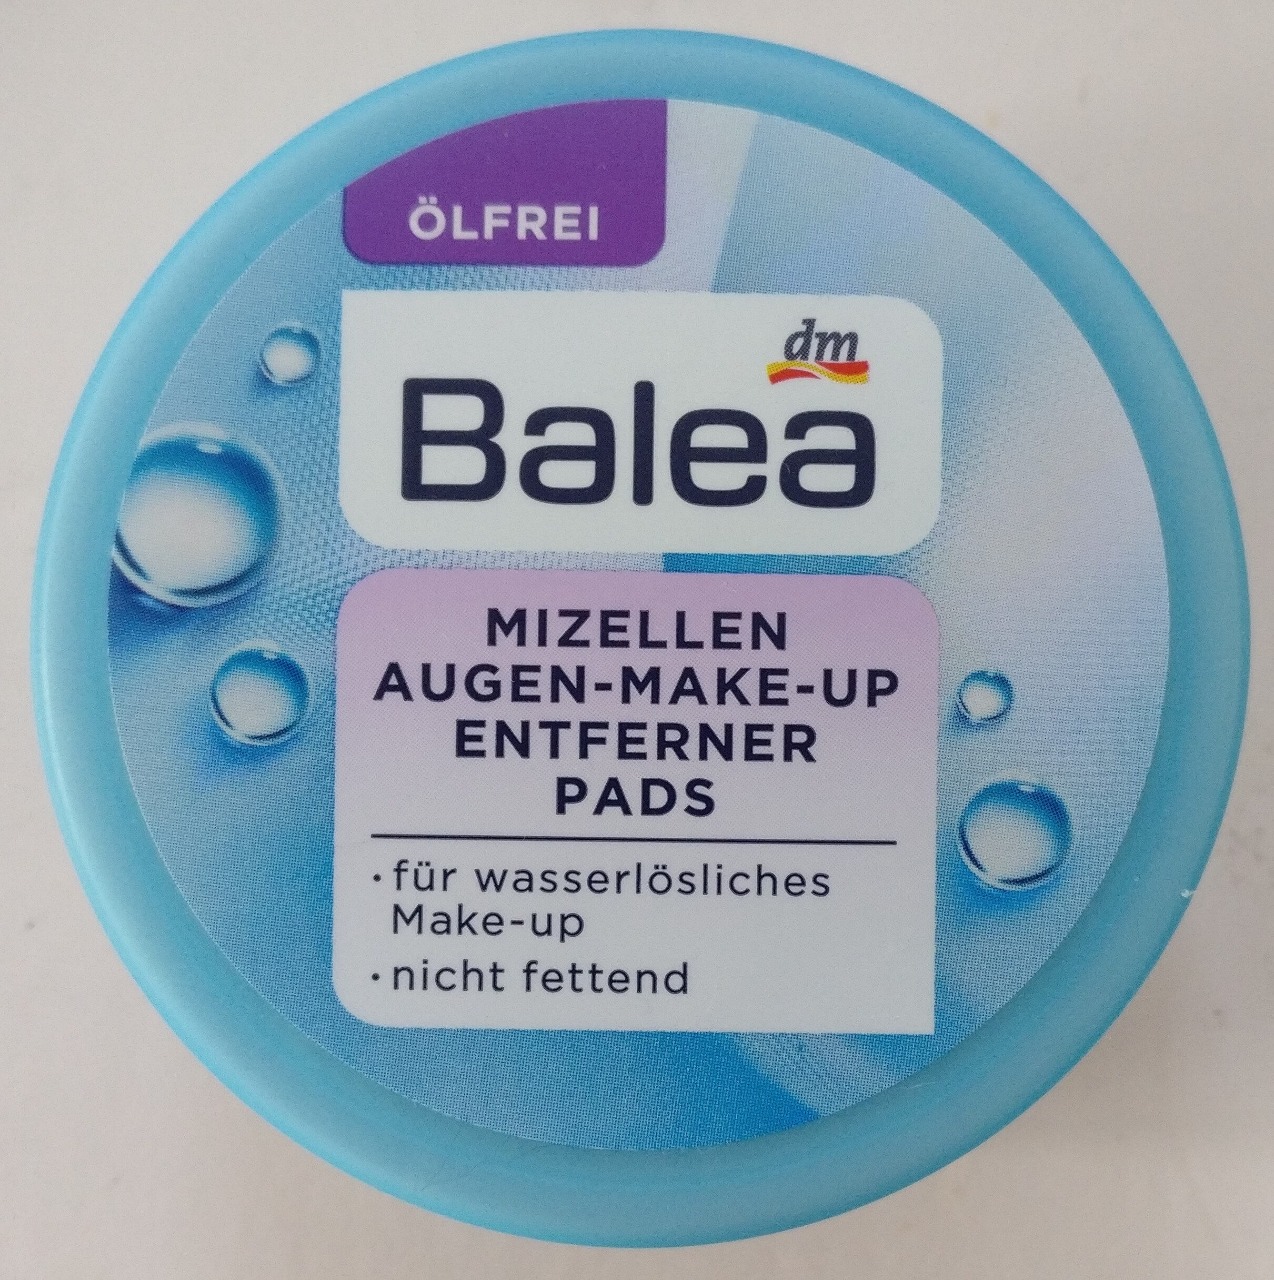 ÖLFREI
dm
Balea
MIZELLEN
AUGEN-MAKE-UP
ENTFERNER
PADS
· für wasserlösliches
Make-up
· nicht fettend